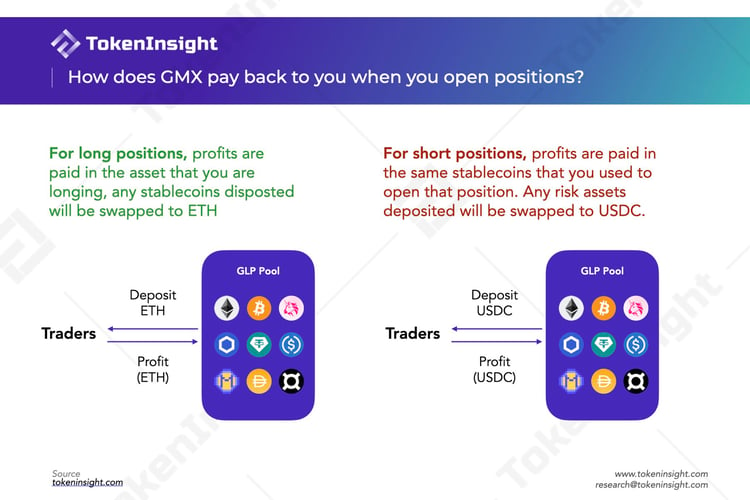 TokenInsight
How does GMX pay back to you when you open positions?
For long positions, profits are
paid in the asset that you are
longing, any stablecoins disposted
will be swapped to ETH
For short positions, profits are paid in
the same stablecoins that you used to
open that position. Any risk assets
deposited will be swapped to USDC.
GLP Pool
Deposit
ETH
Traders
Profit
(ETH)
GLP Pool
Deposit
USDC
Traders
Profit
(USDC)
Source
tokeninsight.com
www.tokeninsight.com
research@tokeninsight.com